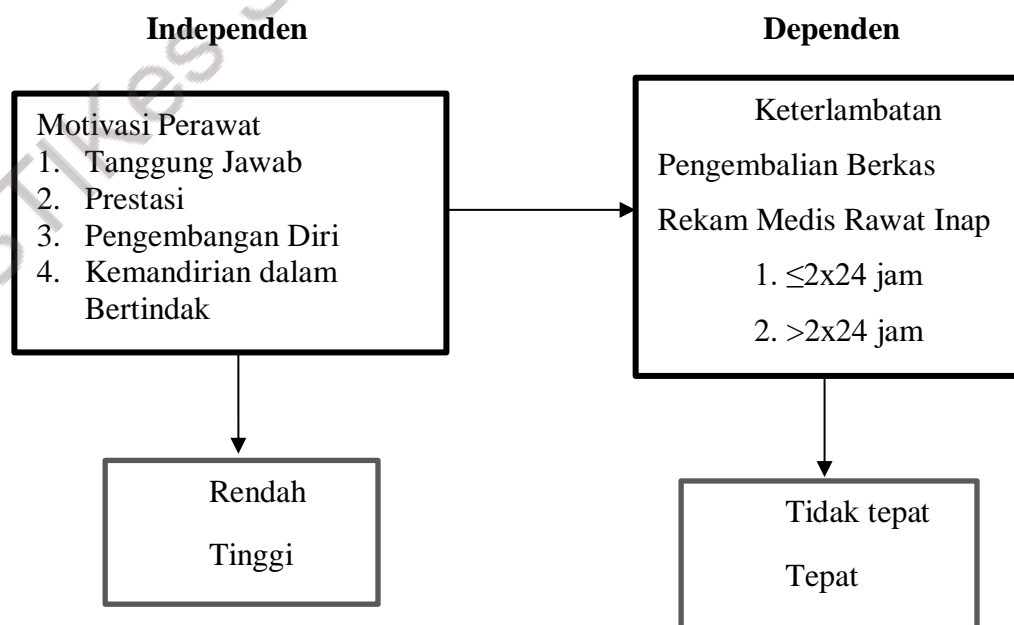 Independen
Dependen
Motivasi Perawat
1. Tanggung Jawab
2. Prestasi
3. Pengembangan Diri
4. Kemandirian dalam
Bertindak
Keterlambatan
Pengembalian Berkas
Rekam Medis Rawat Inap
1. ≤2x24 jam
2. >2x24 jam
Rendah
Tinggi
Tidak tepat
Tepat
STIKes